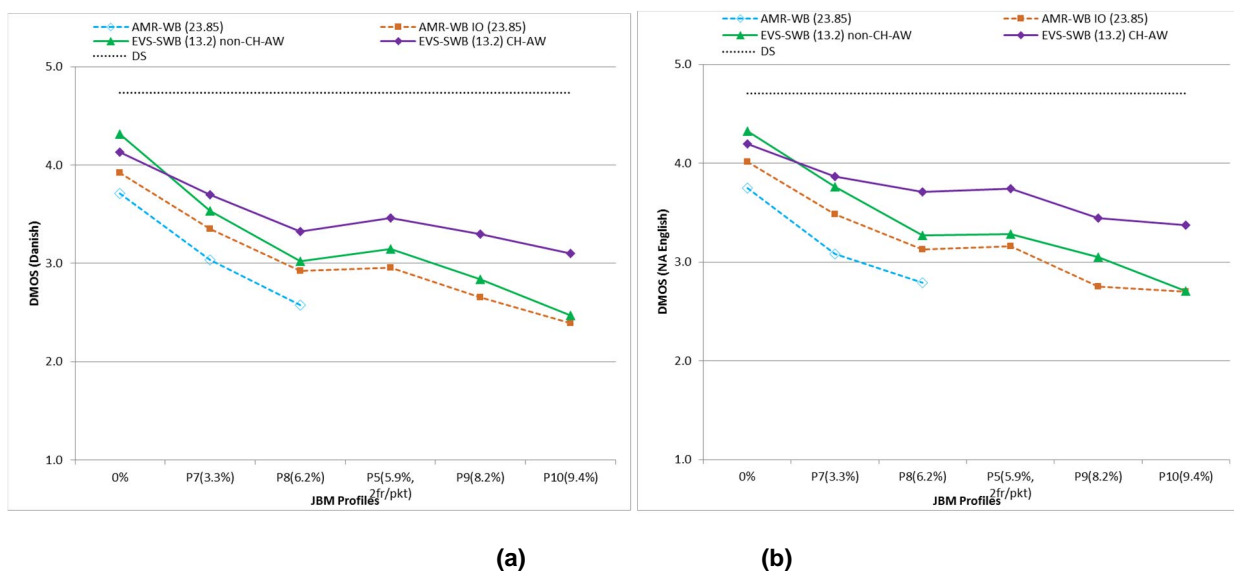 AMR-WB (23.85)
AMR-WB IO (23.85)
EVS-SWB (13.2) non-CH-AW
EVS-SWB (13.2) CH-AW
DS
5.0
4.0
3.0
2.0
1.0
DMOS (Danish)
0%
P7(3.3%)
P8(6.2%)
P5(5.9%,
2fr/pkt)
P9(8.2%)
P10(9.4%)
JBM Profiles
(a)
AMR-WB (23.85)
AMR-WB IO (23.85)
EVS-SWB (13.2) non-CH-AW
EVS-SWB (13.2) CH-AW
DS
5.0
4.0
3.0
2.0
1.0
DMOS (NA English)
0%
P7(3.3%)
P8(6.2%)
P5(5.9%,
2fr/pkt)
P9(8.2%)
P10(9.4%)
JBM Profiles
(b)